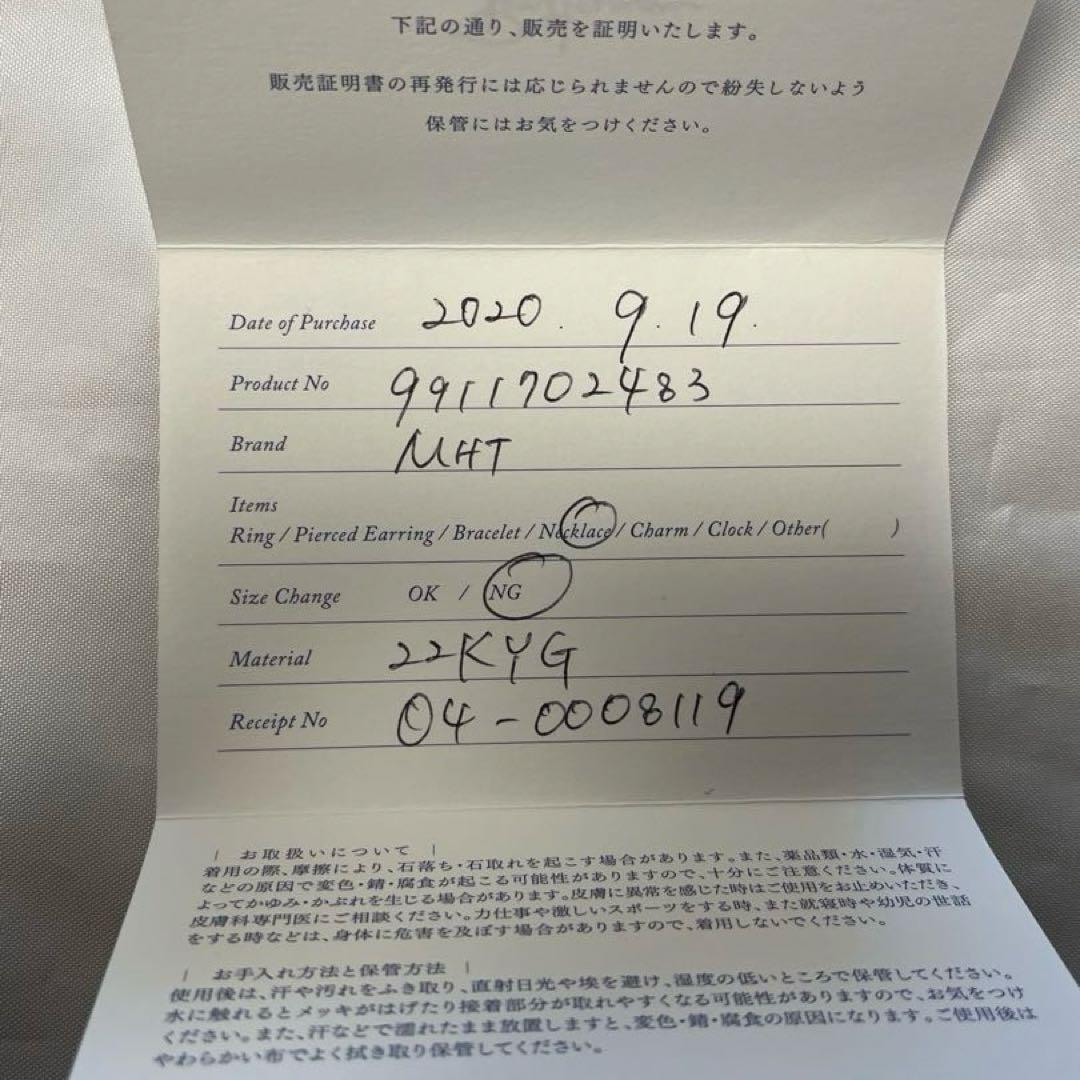 下記の通り、販売を証明いたします。
販売証明書の再発行には応じられませんので紛失しないよう
保管にはお気をつけください。
Date of Purchase 2020. 9. 19.
Product No 9911702483
Brand MHT
Items
Ring / Pierced Earring / Bracelet / Necklace / Charm / Clock / Other( )
Size Change OK / NG
Material 22KYG
Receipt No 04-0008119
| お取扱いについて |
着用の際、摩擦により、石落ち・石取れを起こす場合があります。また、薬品類・水・湿気・汗
などの原因で変色・錆・腐食が起こる可能性がありますので、十分にご注意ください。体質に
よってかゆみ・かぶれを生じる場合があります。皮膚に異常を感じた時はご使用をお止めいただき、
皮膚科専門医にご相談ください。力仕事や激しいスポーツをする時、また就寝時や幼児の世話
をする時などは、身体に危害を及ぼす場合がありますので、着用しないでください。
| お手入れ方法と保管方法 |
使用後は、汗や汚れをふき取り、直射日光や埃を避け、湿度の低いところで保管してください。
水に触れるとメッキがはげたり接着部分が取れやすくなる可能性がありますので、お気をつけ
ください。また、汗などで濡れたまま放置しますと、変色・錆・腐食の原因になります。ご使用後は
やわらかい布でよく拭き取り保管してください。